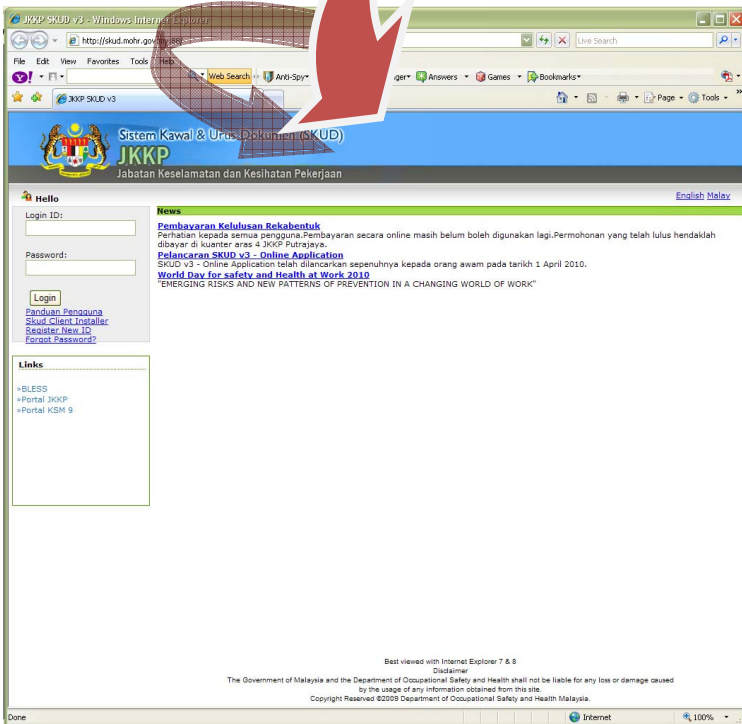 JKKP SKUD v3 - Windows Internet Explorer
http://skud.mohr.gov.my:88/
Live Search
File Edit View Favorites Tools Help
Web Search Anti-Spy Answers Games Bookmarks
JKKP SKUD v3
Page Tools
Sistem Kawal & Urus Dokumen (SKUD)
JKKP
Jabatan Keselamatan dan Kesihatan Pekerjaan
Hello
English Malay
Login ID:
Password:
Login
Panduan Pengguna
Skud Client Installer
Register New ID
Forgot Password?
News
Pembayaran Kelulusan Rekabentuk
Perhatian kepada semua pengguna.Pembayaran secara online masih belum boleh digunakan lagi.Permohonan yang telah lulus hendaklah
dibayar di kuanter aras 4 JKKP Putrajaya.
Pelancaran SKUD v3 - Online Application
SKUD v3 - Online Application telah dilancarkan sepenuhnya kepada orang awam pada tarikh 1 April 2010.
World Day for safety and Health at Work 2010
"EMERGING RISKS AND NEW PATTERNS OF PREVENTION IN A CHANGING WORLD OF WORK"
Links
»BLESS
»Portal JKKP
»Portal KSM 9
Best viewed with Internet Explorer 7 & 8
Disclaimer
The Government of Malaysia and the Department of Occupational Safety and Health shall not be liable for any loss or damage caused
by the usage of any information obtained from this site.
Copyright Reserved ©2009 Department of Occupational Safety and Health Malaysia.
Done
Internet
100%